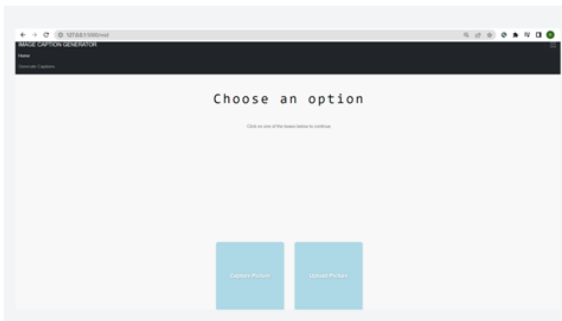 127.0.0.1:5000/mid
IMAGE CAPTION GENERATOR
Home
Generate Captions
Choose an option
Click on one of the boxes below to continue.
Capture Picture
Upload Picture